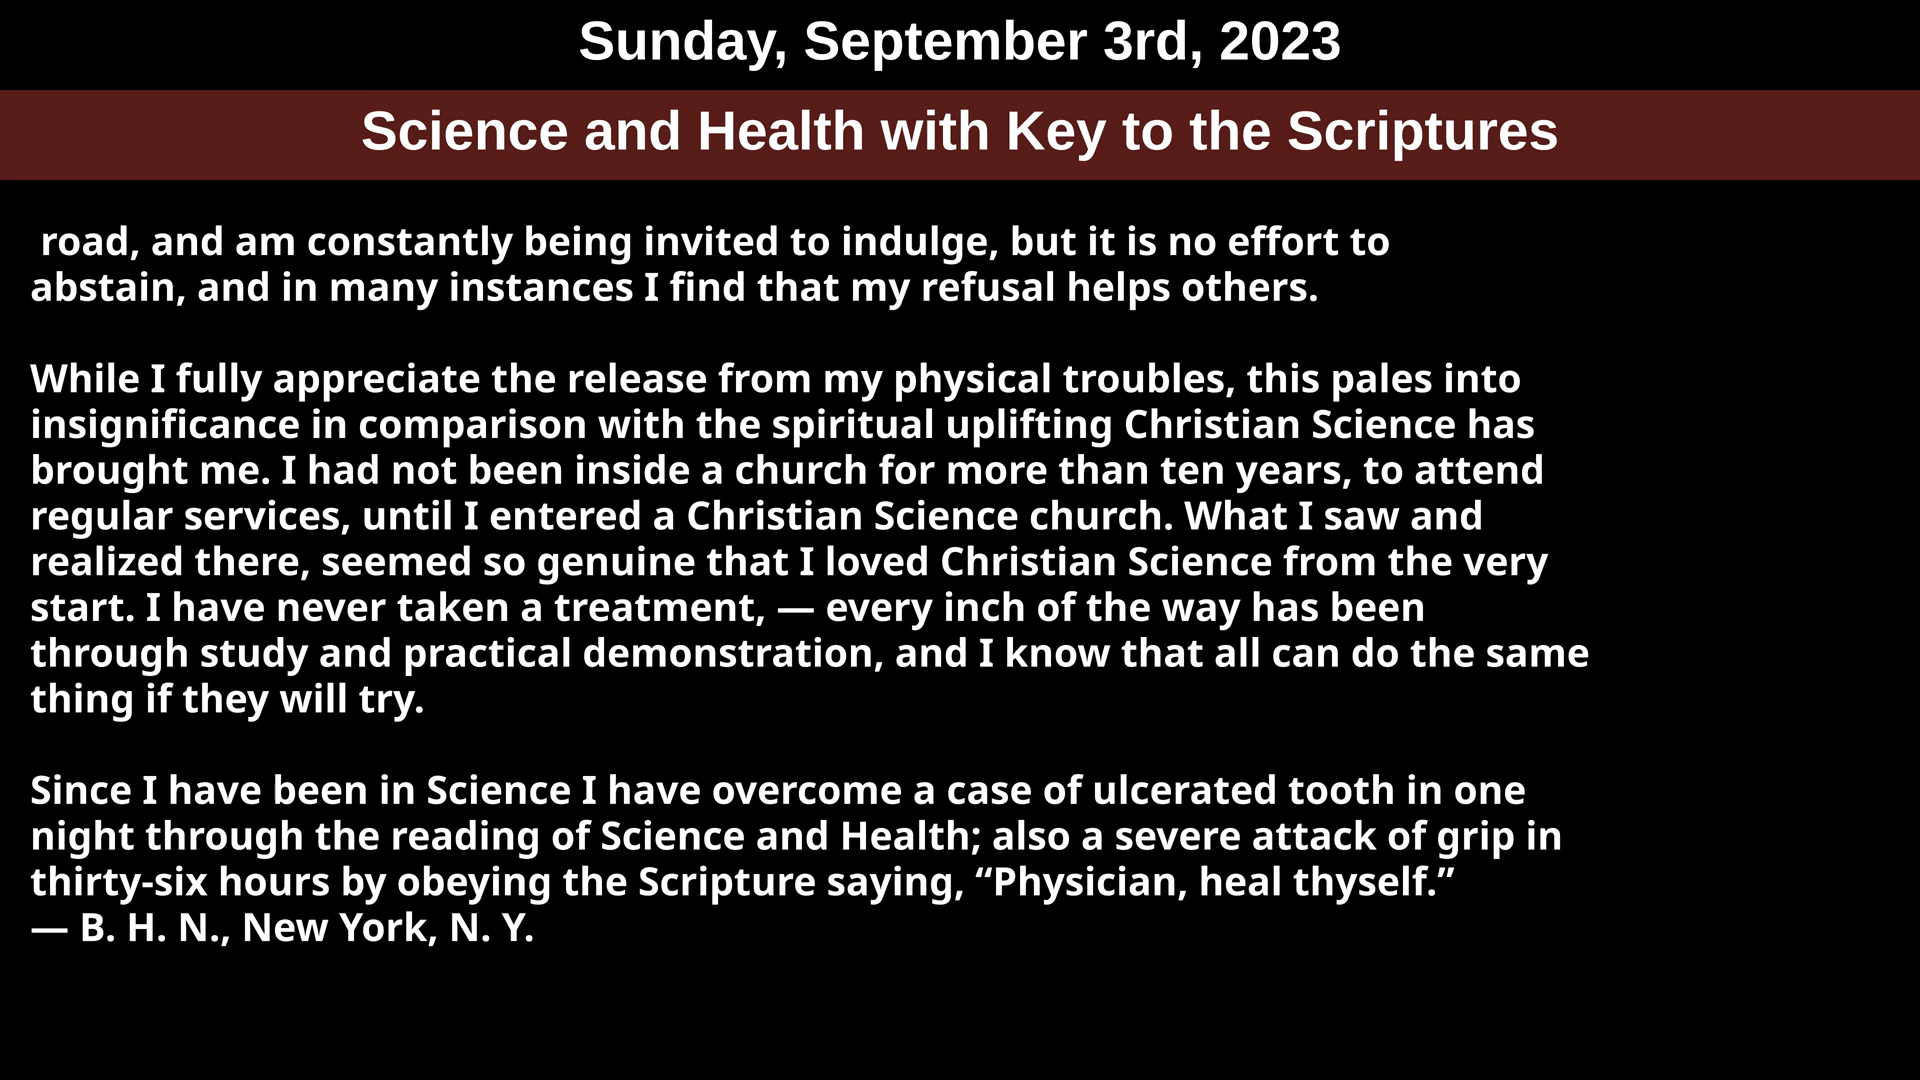 Sunday, September 3rd, 2023
Science and Health with Key to the Scriptures
road, and am constantly being invited to indulge, but it is no effort to
abstain, and in many instances I find that my refusal helps others.
While I fully appreciate the release from my physical troubles, this pales into
insignificance in comparison with the spiritual uplifting Christian Science has
brought me. I had not been inside a church for more than ten years, to attend
regular services, until I entered a Christian Science church. What I saw and
realized there, seemed so genuine that I loved Christian Science from the very
start. I have never taken a treatment, — every inch of the way has been
through study and practical demonstration, and I know that all can do the same
thing if they will try.
Since I have been in Science I have overcome a case of ulcerated tooth in one
night through the reading of Science and Health; also a severe attack of grip in
thirty-six hours by obeying the Scripture saying, “Physician, heal thyself.”
— B. H. N., New York, N. Y.